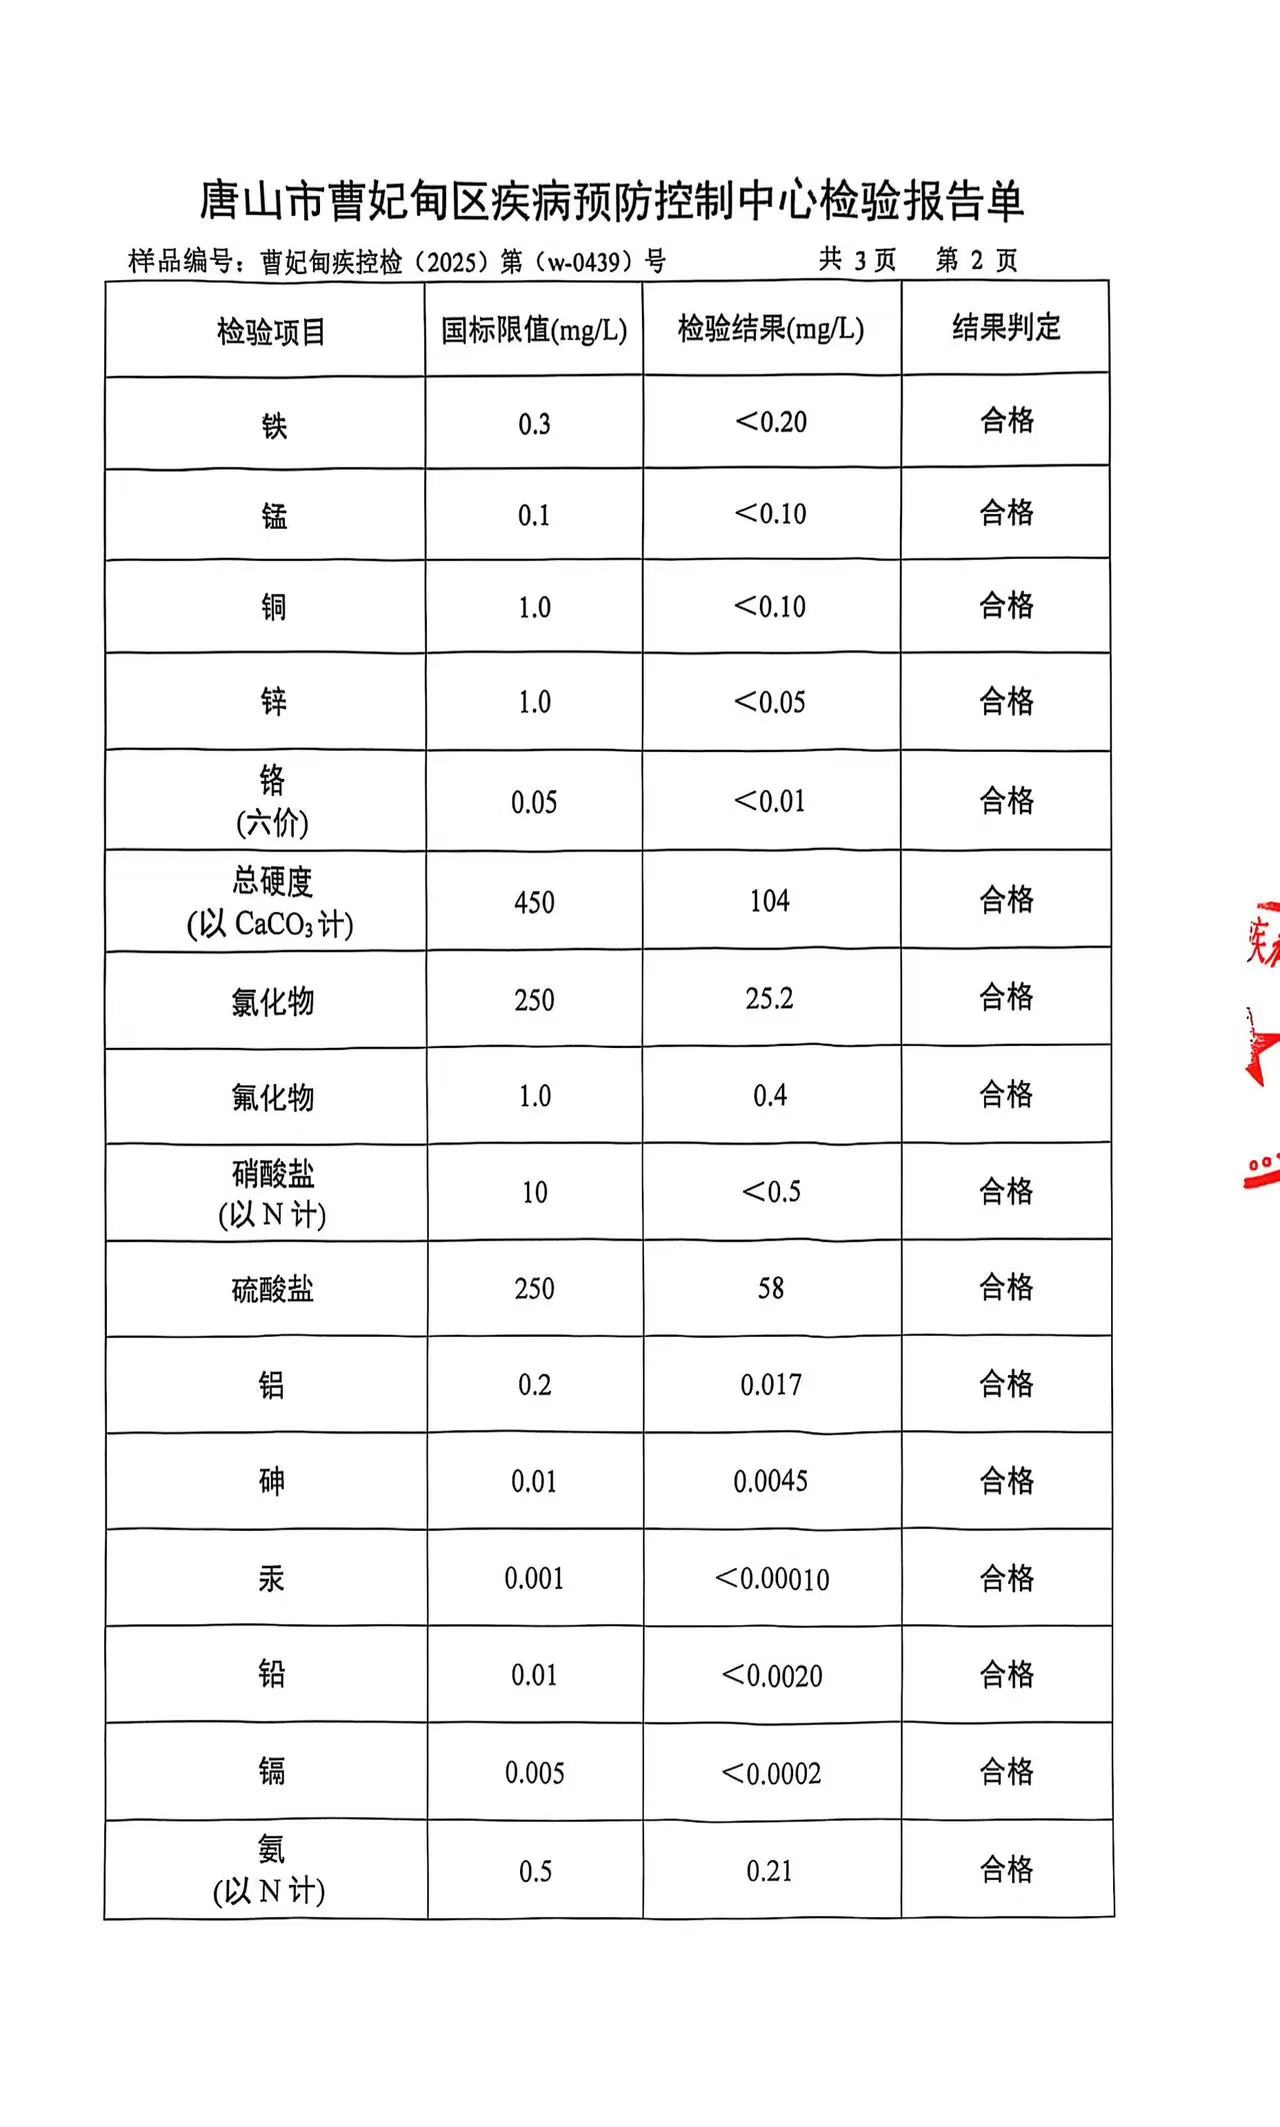 唐山市曹妃甸区疾病预防控制中心检验报告单
样品编号：曹妃甸疾控检（2025）第（w-0439）号 共 3 页 第 2 页
检验项目 国标限值(mg/L) 检验结果(mg/L) 结果判定
铁 0.3 <0.20 合格
锰 0.1 <0.10 合格
铜 1.0 <0.10 合格
锌 1.0 <0.05 合格
铬
(六价) 0.05 <0.01 合格
总硬度
(以 CaCO₃计) 450 104 合格
氯化物 250 25.2 合格
氟化物 1.0 0.4 合格
硝酸盐
(以 N 计) 10 <0.5 合格
硫酸盐 250 58 合格
铝 0.2 0.017 合格
砷 0.01 0.0045 合格
汞 0.001 <0.00010 合格
铅 0.01 <0.0020 合格
镉 0.005 <0.0002 合格
氨
(以 N 计) 0.5 0.21 合格
疾